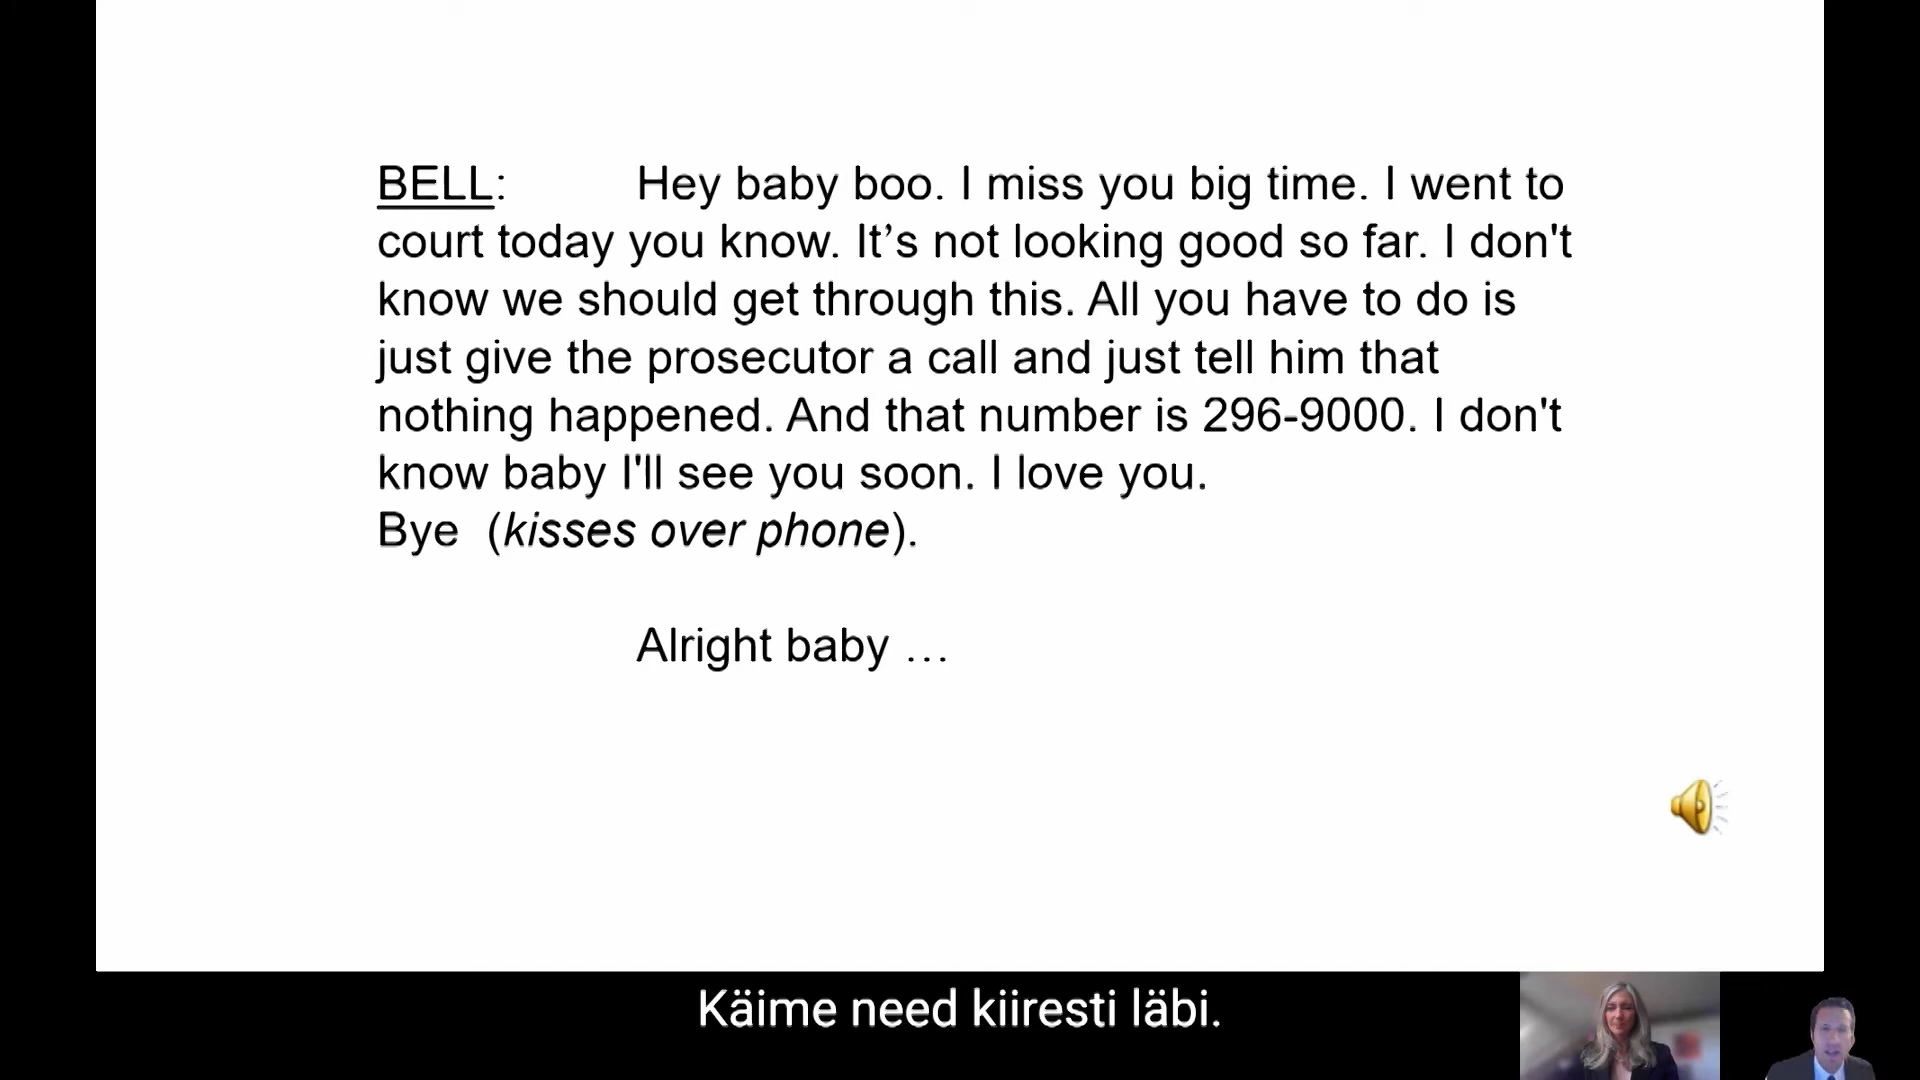 BELL: Hey baby boo. I miss you big time. I went to
court today you know. It’s not looking good so far. I don't
know we should get through this. All you have to do is
just give the prosecutor a call and just tell him that
nothing happened. And that number is 296-9000. I don't
know baby I'll see you soon. I love you.
Bye (kisses over phone).
Alright baby …
Käime need kiiresti läbi.